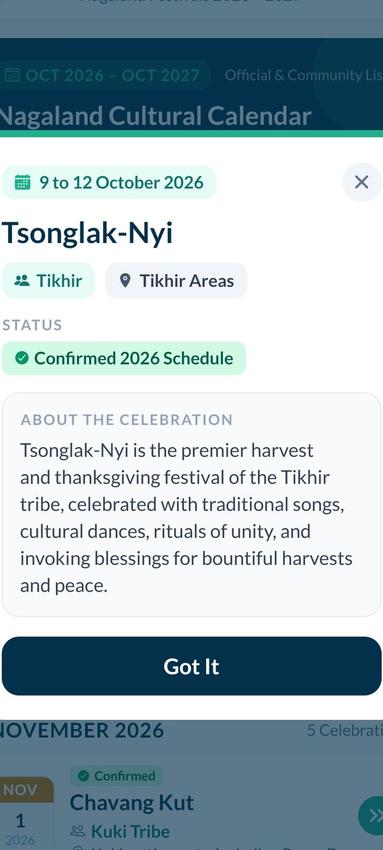 OCT 2026 – OCT 2027
Official & Community Lis
Nagaland Cultural Calendar
9 to 12 October 2026
Tsonglak-Nyi
Tikhir
Tikhir Areas
STATUS
Confirmed 2026 Schedule
ABOUT THE CELEBRATION
Tsonglak-Nyi is the premier harvest
and thanksgiving festival of the Tikhir
tribe, celebrated with traditional songs,
cultural dances, rituals of unity, and
invoking blessings for bountiful harvests
and peace.
Got It
NOVEMBER 2026
5 Celebrati
NOV
1
2026
Confirmed
Chavang Kut
Kuki Tribe